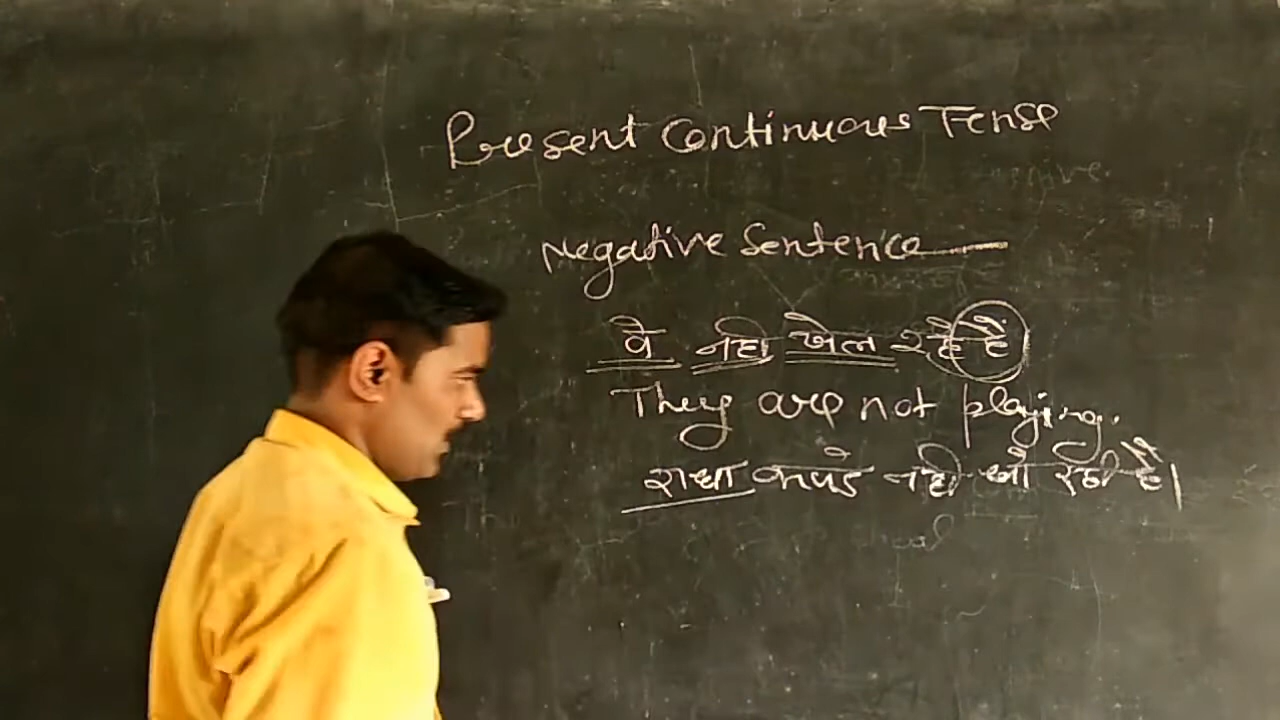 Present Continuous Tense
Negative Sentence
वे नही खेल रहे हैं
They are not playing.
राधा कपडे नही धो रही है।